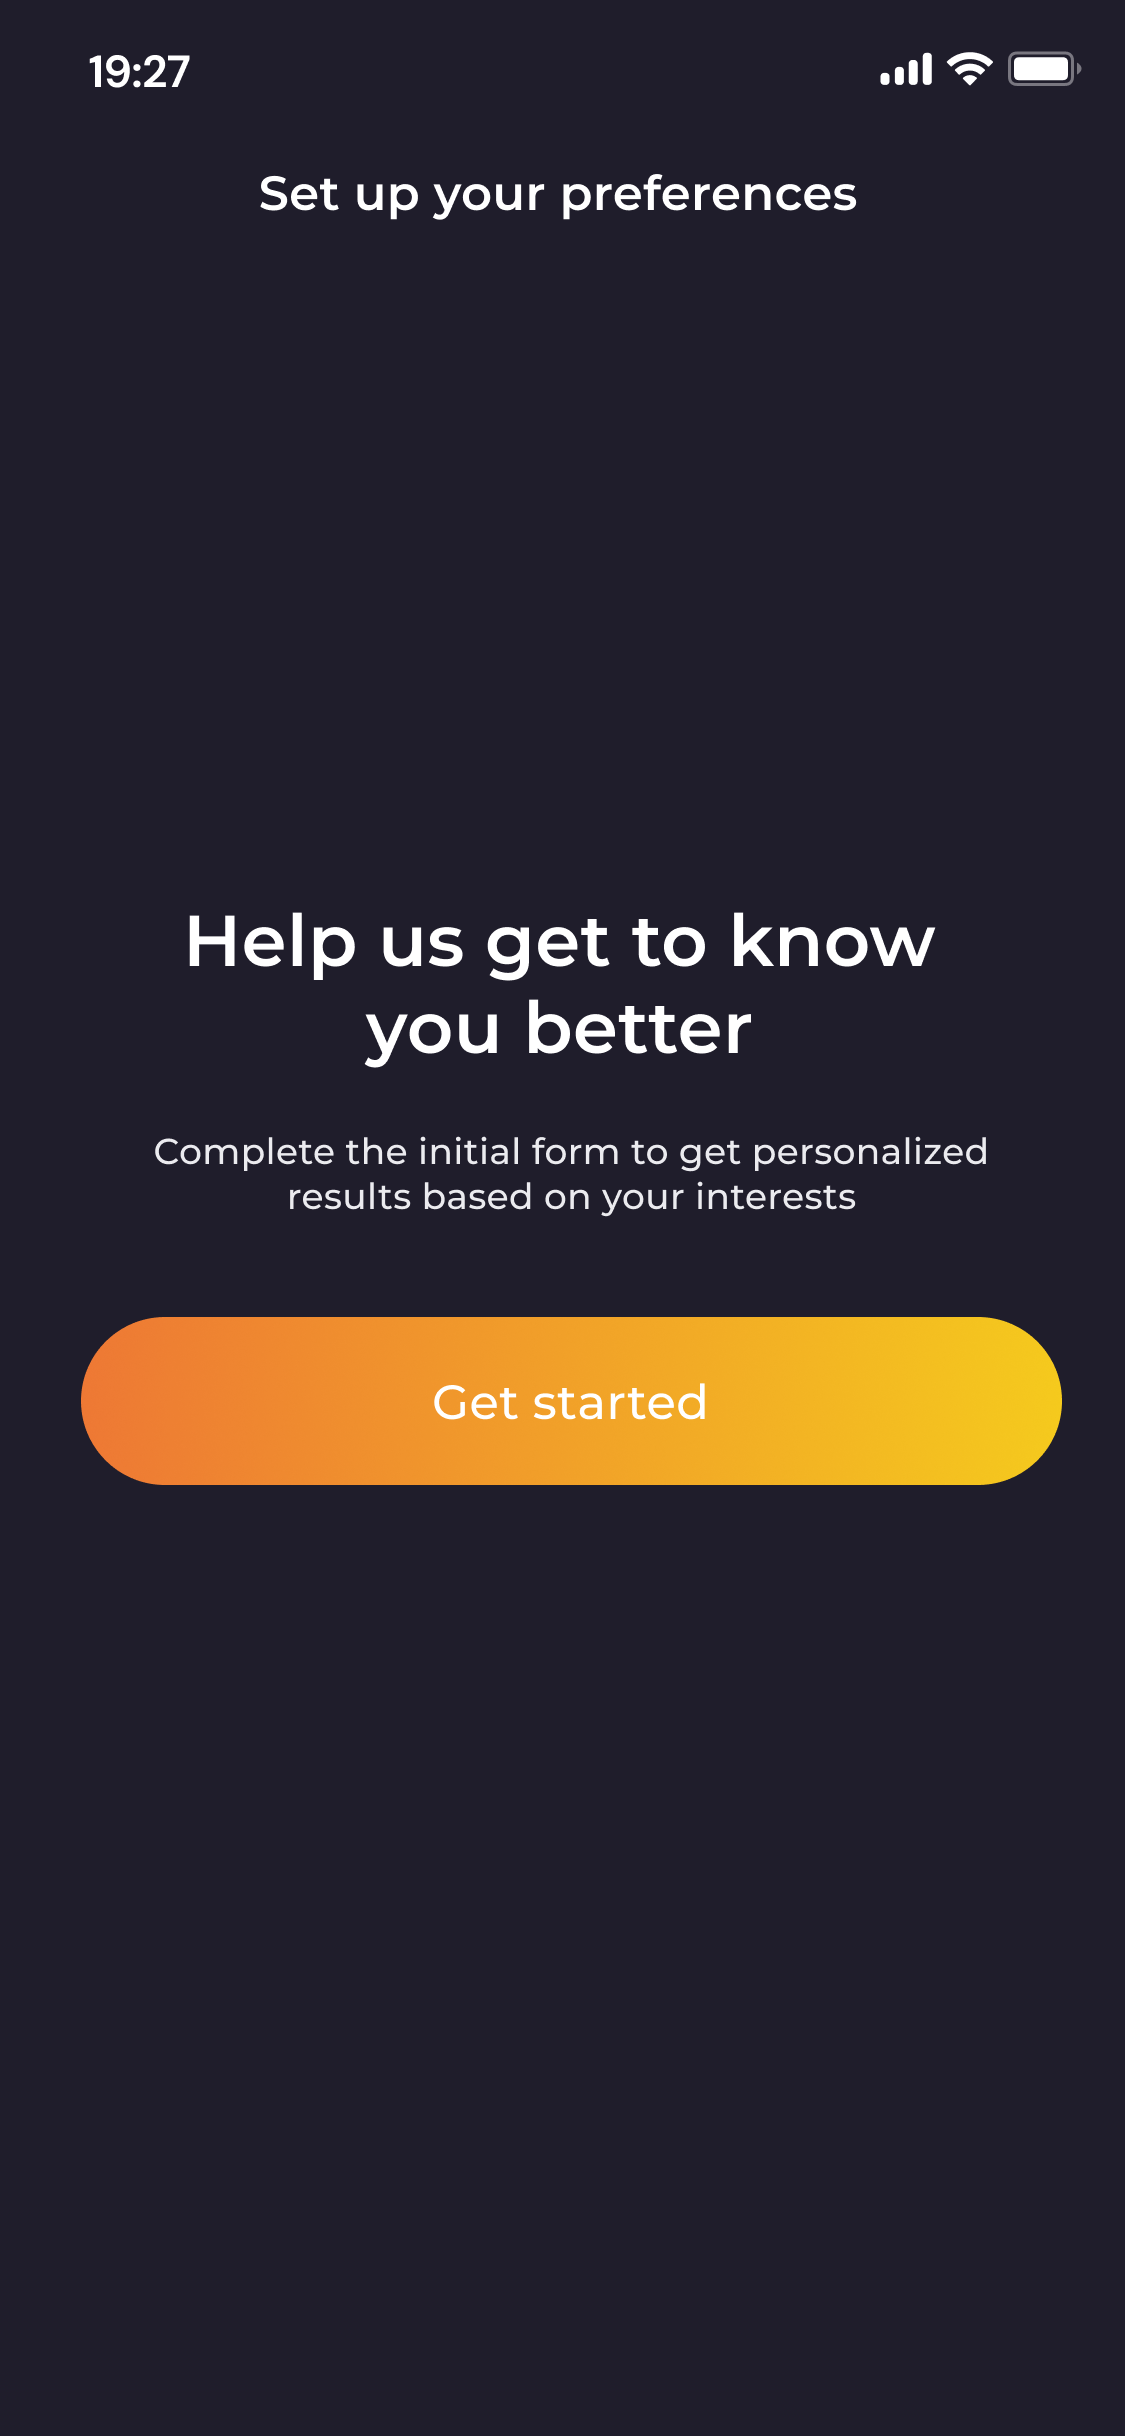 19:27
Set up your preferences
Help us get to know
you better
Complete the initial form to get personalized
results based on your interests
Get started